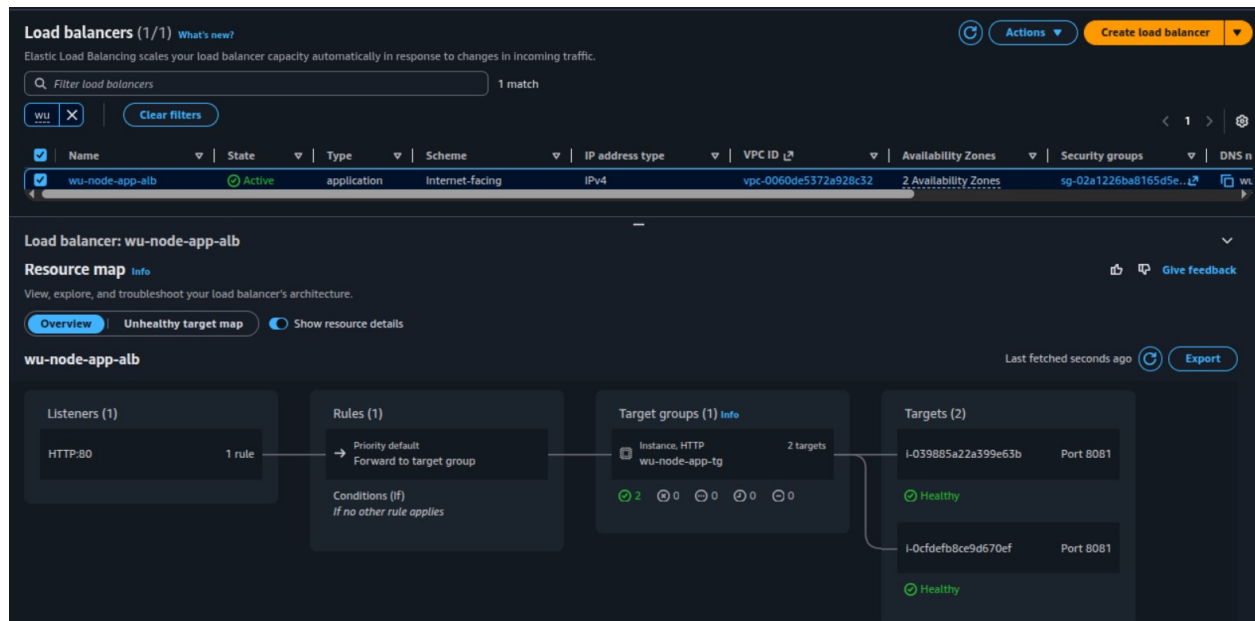 Load balancers (1/1) What's new?
Actions
Create load balancer
Elastic Load Balancing scales your load balancer capacity automatically in response to changes in incoming traffic.
Filter load balancers
1 match
wu
Clear filters
1
Name State Type Scheme IP address type VPC ID Availability Zones Security groups DNS n
wu-node-app-alb Active application Internet-facing IPv4 vpc-0060de5372a928c32 2 Availability Zones sg-02a1226ba8165d5e... wu
Load balancer: wu-node-app-alb
Resource map Info
Give feedback
View, explore, and troubleshoot your load balancer's architecture.
Overview Unhealthy target map Show resource details
wu-node-app-alb
Last fetched seconds ago Export
Listeners (1)
HTTP:80 1 rule
Rules (1)
Priority default
Forward to target group
Conditions (If)
If no other rule applies
Target groups (1) Info
Instance, HTTP 2 targets
wu-node-app-tg
2 0 0 0 0
Targets (2)
i-039885a22a399e63b Port 8081
Healthy
i-0cfdefb8ce9d670ef Port 8081
Healthy